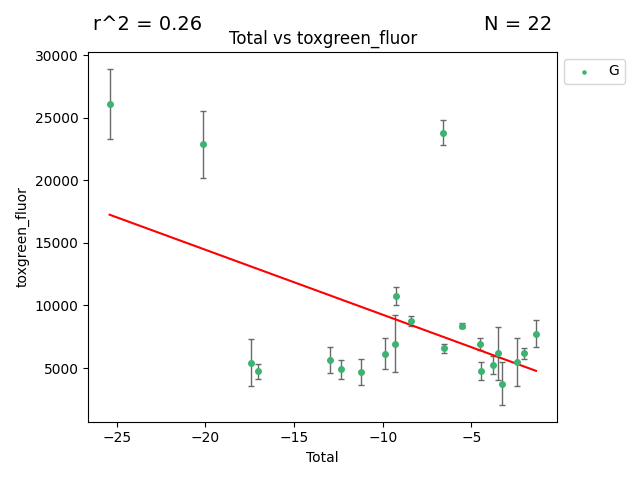 r^2 = 0.26
N = 22
Total vs toxgreen_fluor
G
toxgreen_fluor
30000
25000
20000
15000
10000
5000
−25
−20
−15
−10
−5
Total